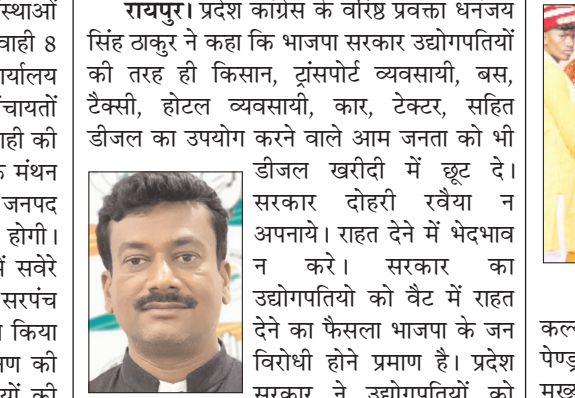 स्थाओं
वाही 8
र्यालय
चायतों
ाही की
मंथन
जनपद
होगी।
सवेरे
सरपंच
किया
की
की
रायपुर। प्रदेश कांग्रेस के वरिष्ठ प्रवक्ता धनंजय
सिंह ठाकुर ने कहा कि भाजपा सरकार उद्योगपतियों
की तरह ही किसान, ट्रांसपोर्ट व्यवसायी, बस,
टैक्सी, होटल व्यवसायी, कार, टेक्टर, सहित
डीजल का उपयोग करने वाले आम जनता को भी
डीजल खरीदी में छूट दे।
सरकार दोहरी रवैया न
अपनाये। राहत देने में भेदभाव
न करे। सरकार का
उद्योगपतियो को वैट में राहत
देने का फैसला भाजपा के जन
विरोधी होने प्रमाण है। प्रदेश
सरकार ने उद्योगपतियों को
कल
पेण्ड्र
मुख्य